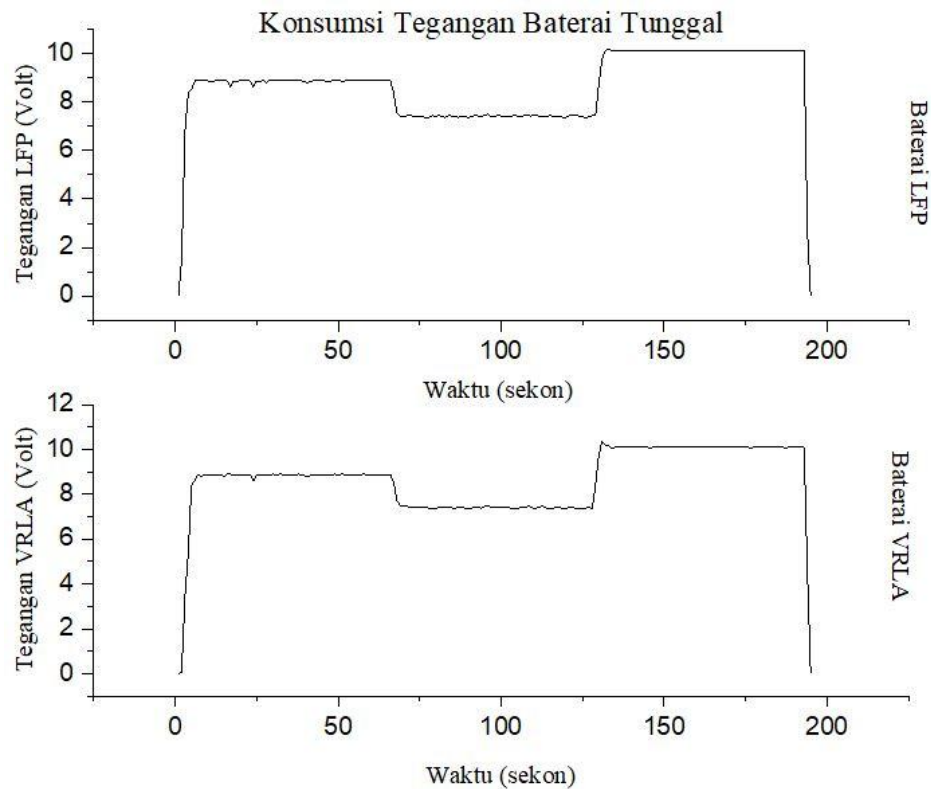 Konsumsi Tegangan Baterai Tunggal
Tegangan LFP (Volt)
10
8
6
4
2
0
0 50 100 150 200
Waktu (sekon)
Baterai LFP
Tegangan VRLA (Volt)
12
10
8
6
4
2
0
0 50 100 150 200
Waktu (sekon)
Baterai VRLA